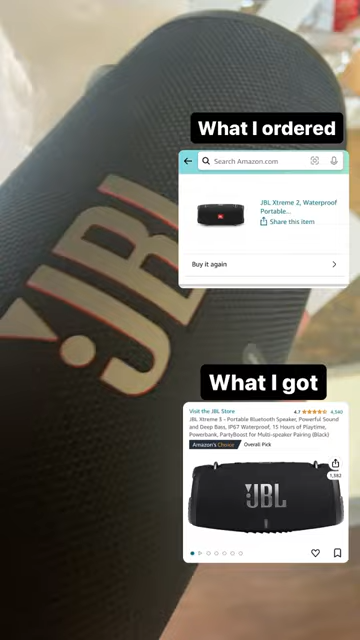 What I ordered
Search Amazon.com
JBL Xtreme 2, Waterproof
Portable...
Share this item
Buy it again
JBL
What I got
Visit the JBL Store
4.7
4,560
JBL Xtreme 3 - Portable Bluetooth Speaker, Powerful Sound
and Deep Bass, IP67 Waterproof, 15 Hours of Playtime,
Powerbank, PartyBoost for Multi-speaker Pairing (Black)
Amazon's Choice
Overall Pick
JBL